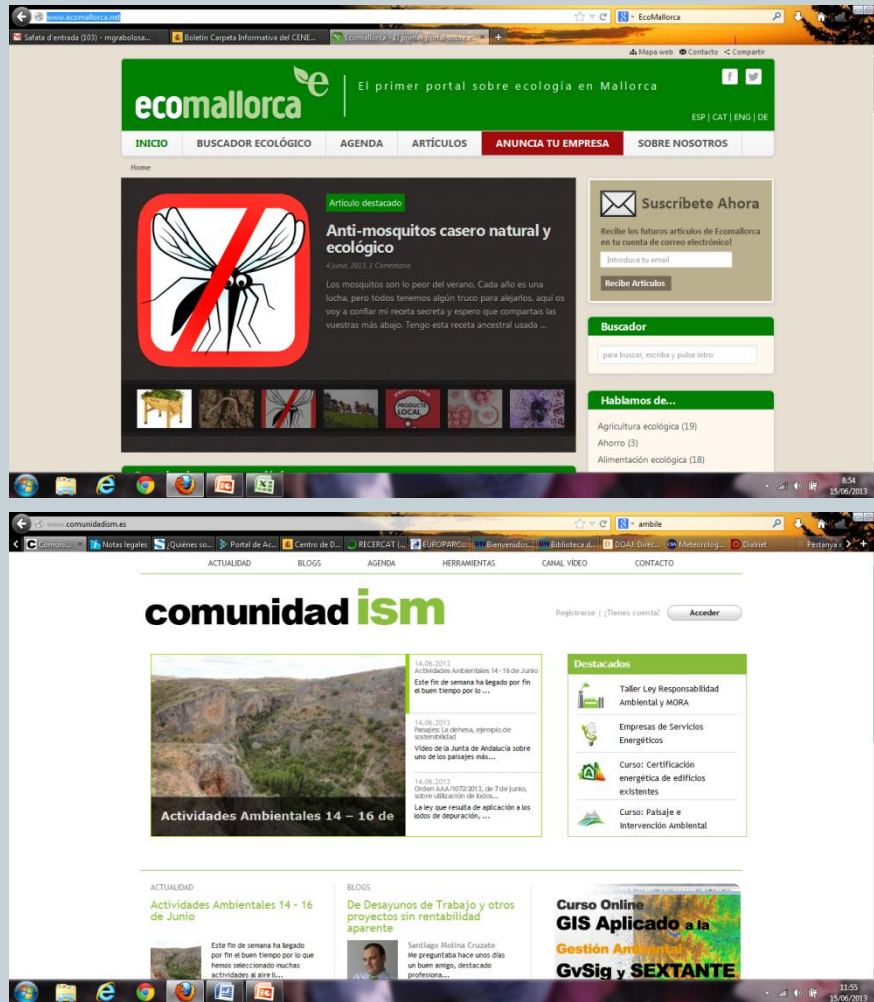 www.ecomallorca.net
EcoMallorca
Safata d'entrada (103) - mgrabolosa...
Boletín Carpeta Informativa del CENE...
Ecomallorca - El primer portal sobre e...
Mapa web Contacto Compartir
ecomallorca
El primer portal sobre ecología en Mallorca
ESP | CAT | ENG | DE
INICIO BUSCADOR ECOLÓGICO AGENDA ARTÍCULOS ANUNCIA TU EMPRESA SOBRE NOSOTROS
Home
Artículo destacado
Anti-mosquitos casero natural y
ecológico
4 junio, 2013, 1 Comentario
Los mosquitos son lo peor del verano. Cada año es una
lucha, pero todos tenemos algún truco para alejarlos, aquí os
voy a confiar mi receta secreta y espero que compartais las
vuestras más abajo. Tengo esta receta ancestral usada ...
PRODUCTE
LOCAL
Suscríbete Ahora
Recibe los futuros artículos de Ecomallorca
en tu cuenta de correo electrónico!
Introduce tu email
Recibe Artículos
Buscador
para buscar, escriba y pulse intro
Hablamos de...
Agricultura ecológica (19)
Ahorro (3)
Alimentación ecológica (18)
8:54
15/06/2013
www.comunidadism.es
ambile
Comuni...
Notas legales
¿Quiénes so...
Portal de Ac...
Centro de D...
RECERCAT (...
EUROPARC...
Bienvenidos...
Biblioteca d...
DOAJ: Direc...
Meteorolog...
Dialnet
Pestanya
ACTUALIDAD BLOGS AGENDA HERRAMIENTAS CANAL VÍDEO CONTACTO
comunidad ism
Registrarse | ¿Tienes cuenta? Acceder
Actividades Ambientales 14 – 16 de
14.06.2013
Actividades Ambientales 14 - 16 de Junio
Este fin de semana ha legado por fin
el buen tiempo por lo ...
14.06.2013
Paisajes: La dehesa, ejemplo de
sostenibilidad
Vídeo de la Junta de Andalucía sobre
uno de los paisajes más...
14.06.2013
Orden AAA/1072/2013, de 7 de junio,
sobre utilización de lodos...
La ley que resulta de aplicación a los
lodos de depuración, ...
Destacados
Taller Ley Responsabilidad
Ambiental y MORA
Empresas de Servicios
Energéticos
Curso: Certificación
energética de edificios
existentes
Curso: Paisaje e
Intervención Ambiental
ACTUALIDAD
Actividades Ambientales 14 - 16
de Junio
Este fin de semana ha legado
por fin el buen tiempo por lo que
hemos seleccionado muchas
actividades al aire li...
BLOGS
De Desayunos de Trabajo y otros
proyectos sin rentabilidad
aparente
Santiago Molina Cruzate
Me preguntaba hace unos días
un buen amigo, destacado
profesiona...
Curso Online
GIS Aplicado a la
Gestión Ambiental
GvSig y SEXTANTE
11:55
15/06/2013